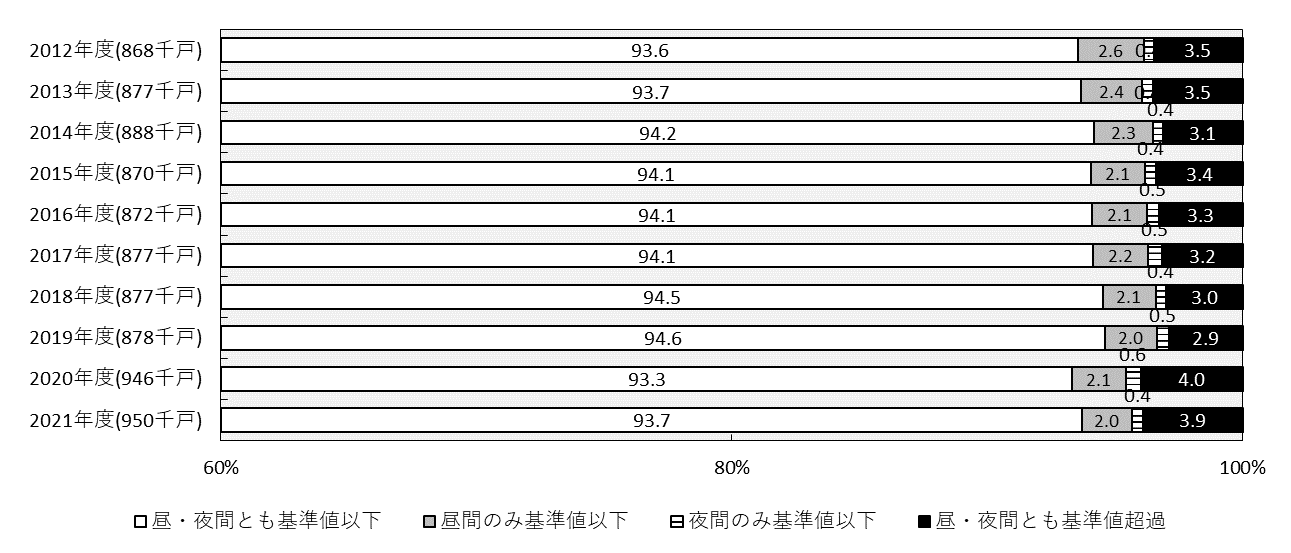 2012年度(868千戸) 93.6 2.6 3.5
2013年度(877千戸) 93.7 2.4 3.5
0.4
2014年度(888千戸) 94.2 2.3 3.1
0.4
2015年度(870千戸) 94.1 2.1 3.4
0.5
2016年度(872千戸) 94.1 2.1 3.3
0.5
2017年度(877千戸) 94.1 2.2 3.2
0.4
2018年度(877千戸) 94.5 2.1 3.0
0.5
2019年度(878千戸) 94.6 2.0 2.9
0.6
2020年度(946千戸) 93.3 2.1 4.0
0.4
2021年度(950千戸) 93.7 2.0 3.9
60% 80% 100%
昼・夜間とも基準値以下 昼間のみ基準値以下 夜間のみ基準値以下 昼・夜間とも基準値超過